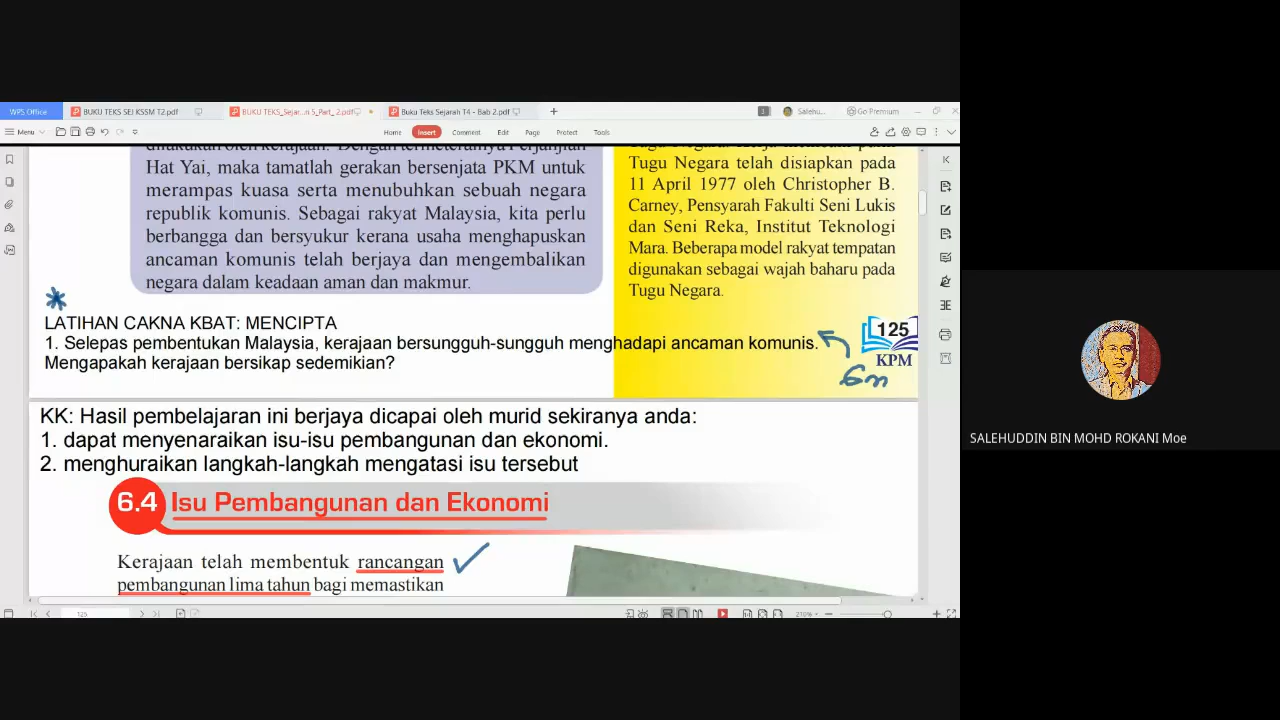 WPS Office
BUKU TEKS SEJ KSSM T2.pdf
BUKU TEKS_Sejar...ri 5_Part_ 2.pdf
Buku Teks Sejarah T4 - Bab 2.pdf
+
3
Salehu...
Go Premium
Menu
Home
Insert
Comment
Edit
Page
Protect
Tools
Hat Yai, maka tamatlah gerakan bersenjata PKM untuk
merampas kuasa serta menubuhkan sebuah negara
republik komunis. Sebagai rakyat Malaysia, kita perlu
berbangga dan bersyukur kerana usaha menghapuskan
ancaman komunis telah berjaya dan mengembalikan
negara dalam keadaan aman dan makmur.
Tugu Negara telah disiapkan pada
11 April 1977 oleh Christopher B.
Carney, Pensyarah Fakulti Seni Lukis
dan Seni Reka, Institut Teknologi
Mara. Beberapa model rakyat tempatan
digunakan sebagai wajah baharu pada
Tugu Negara.
LATIHAN CAKNA KBAT: MENCIPTA
1. Selepas pembentukan Malaysia, kerajaan bersungguh-sungguh menghadapi ancaman komunis.
Mengapakah kerajaan bersikap sedemikian?
125
KPM
6m
KK: Hasil pembelajaran ini berjaya dicapai oleh murid sekiranya anda:
1. dapat menyenaraikan isu-isu pembangunan dan ekonomi.
2. menghuraikan langkah-langkah mengatasi isu tersebut
6.4 Isu Pembangunan dan Ekonomi
Kerajaan telah membentuk rancangan
pembangunan lima tahun bagi memastikan
125
210%
SALEHUDDIN BIN MOHD ROKANI Moe